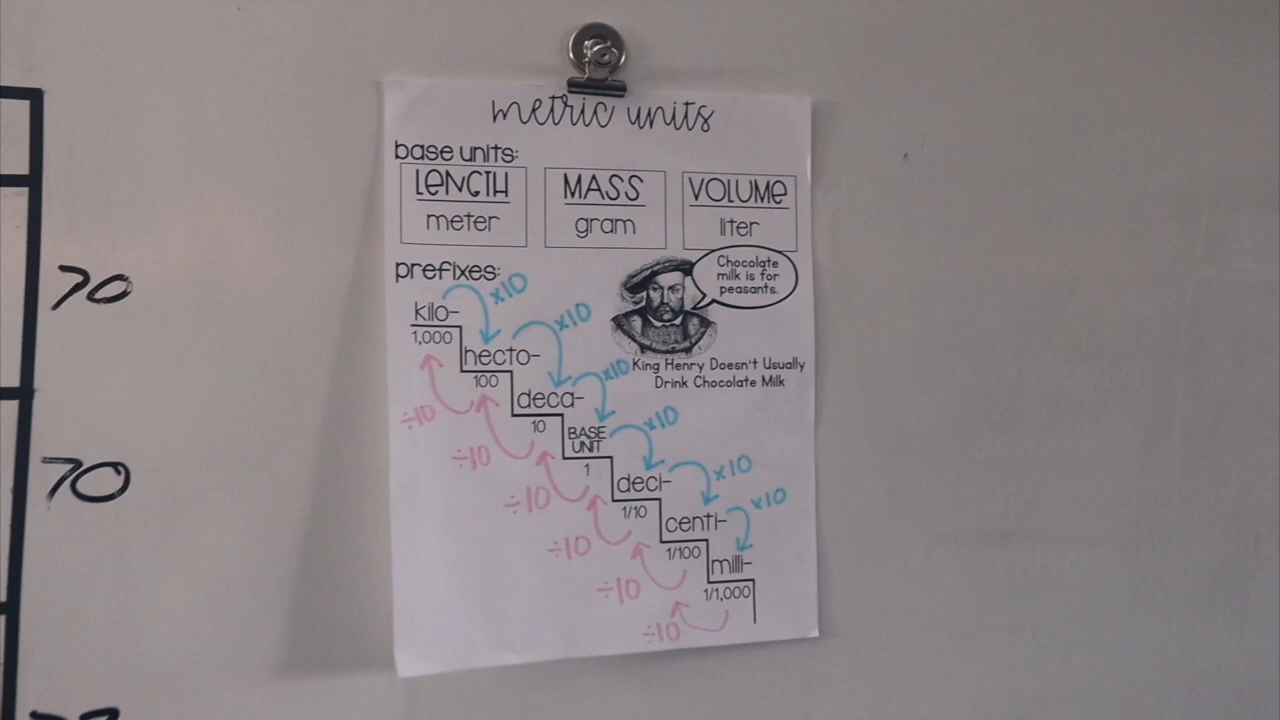 metric units
base units:
LENGTH
meter
MASS
gram
VOLUME
liter
prefixes:
Chocolate
milk is for
peasants.
King Henry Doesn't Usually
Drink Chocolate Milk
kilo-
1,000
hecto-
100
deca-
10
BASE
UNIT
1
deci-
1/10
centi-
1/100
milli-
1/1,000
x10
x10
x10
x10
x10
x10
÷10
÷10
÷10
÷10
÷10
÷10
70
70